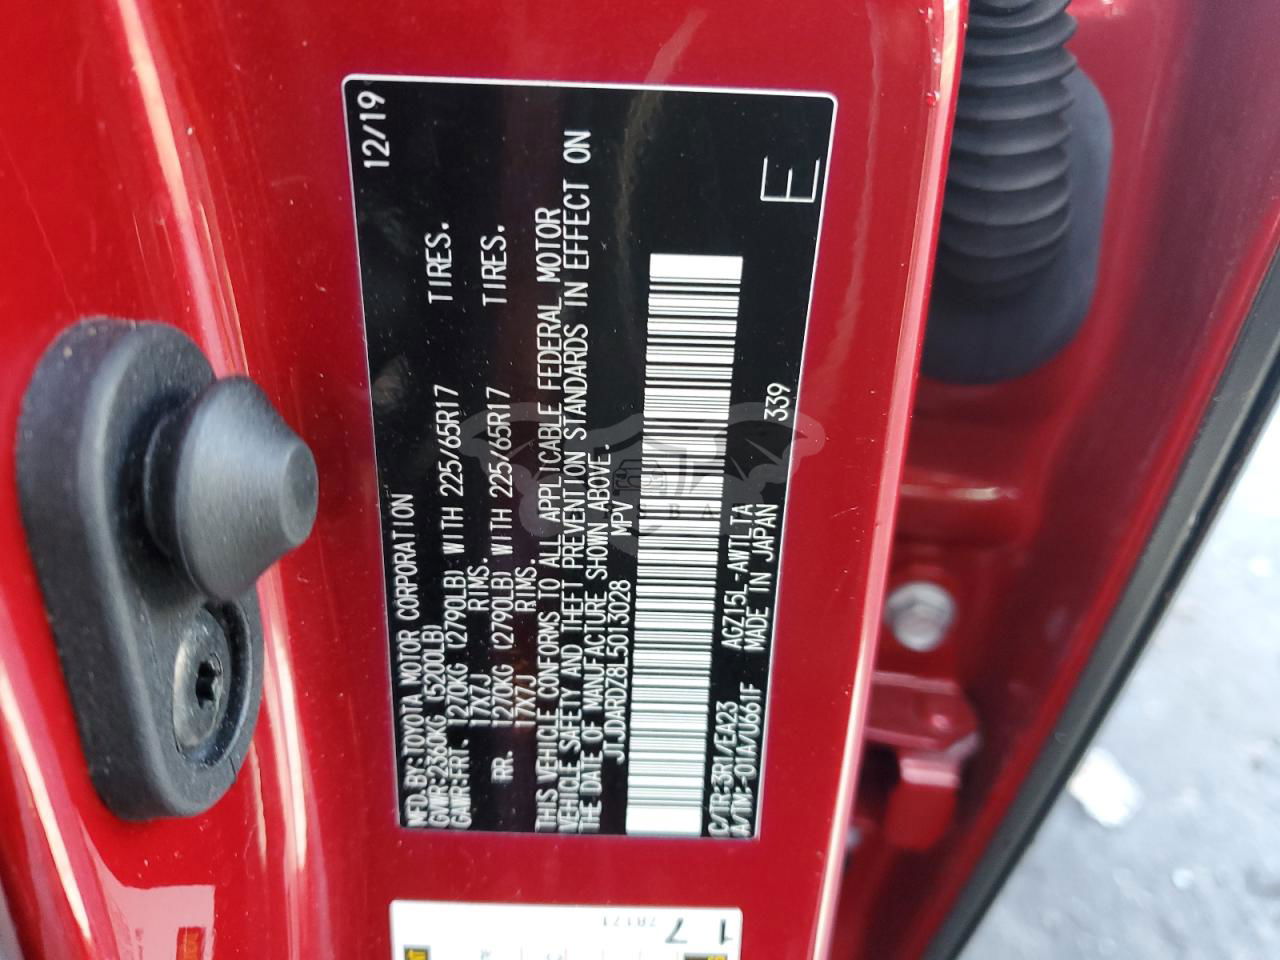 12/19
MFD.BY:TOYOTA MOTOR CORPORATION
GVWR:2360KG (5200LB)
GAWR:FRT. 1270KG (2790LB) WITH 225/65R17 TIRES.
17X7J RIMS.
RR. 1270KG (2790LB) WITH 225/65R17 TIRES.
17X7J RIMS.
THIS VEHICLE CONFORMS TO ALL APPLICABLE FEDERAL MOTOR
VEHICLE SAFETY AND THEFT PREVENTION STANDARDS IN EFFECT ON
THE DATE OF MANUFACTURE SHOWN ABOVE.
JTJDARDZ8L5013028 MPV
E
C/TR:3R1/EA23 AGZ15L-AWTLTA
A/TM:-01A/U661F MADE IN JAPAN 339
1 7
78171